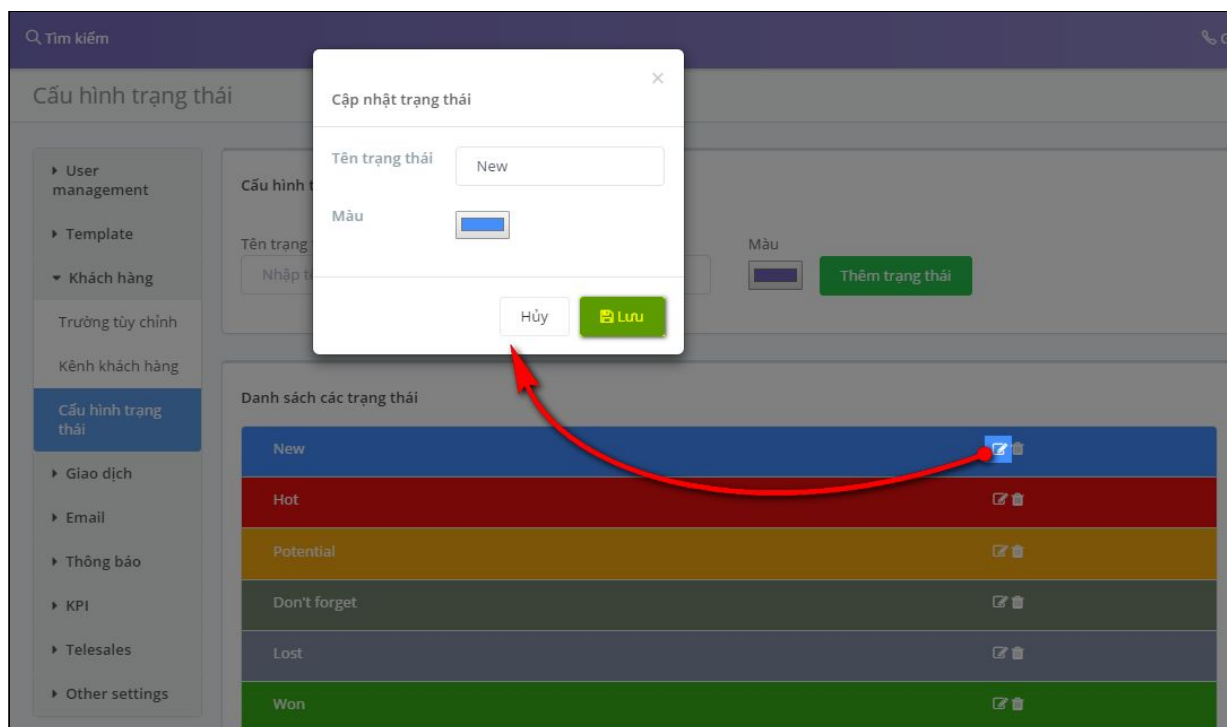 Tìm kiếm
Cấu hình trạng thái
Cập nhật trạng thái
×
Tên trạng thái
New
Màu
Hủy
Lưu
User
management
Template
Khách hàng
Trường tùy chỉnh
Kênh khách hàng
Cấu hình trạng
thái
Giao dịch
Email
Thông báo
KPI
Telesales
Other settings
Cấu hình t
Tên trạng
Nhập t
Màu
Thêm trạng thái
Danh sách các trạng thái
New
Hot
Potential
Don't forget
Lost
Won